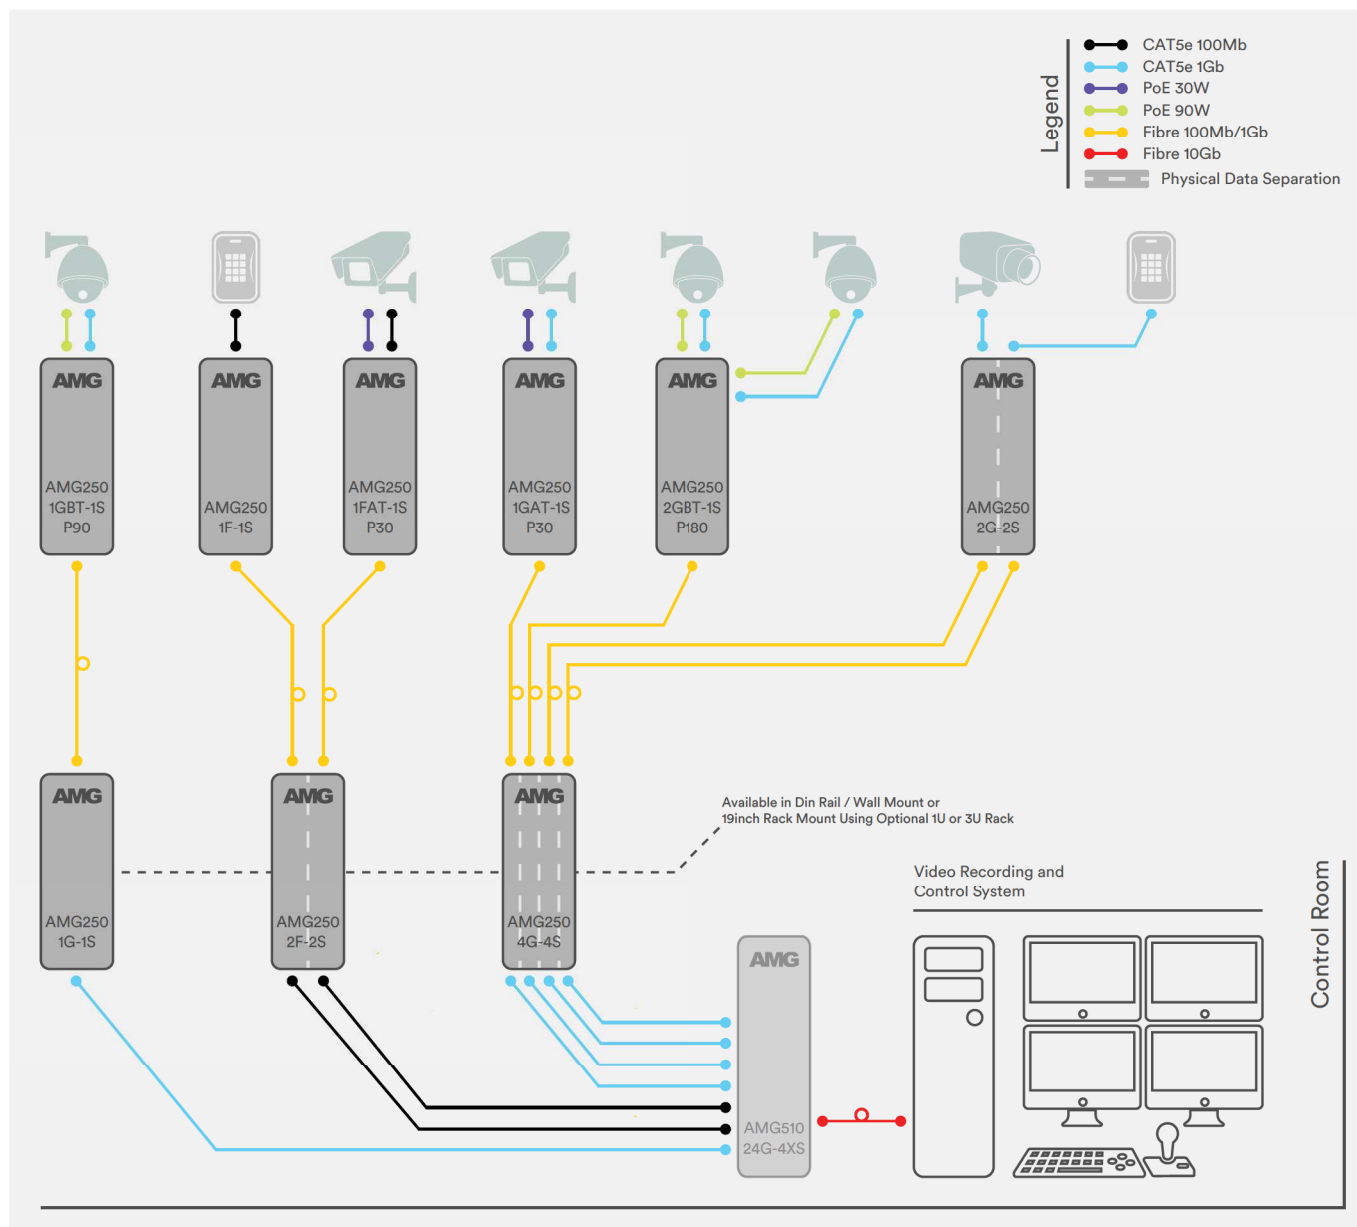 Legend
CAT5e 100Mb
CAT5e 1Gb
PoE 30W
PoE 90W
Fibre 100Mb/1Gb
Fibre 10Gb
Physical Data Separation
AMG
AMG250
1GBT-1S
P90
AMG
AMG250
1F-1S
AMG
AMG250
1FAT-1S
P30
AMG
AMG250
1GAT-1S
P30
AMG
AMG250
2GBT-1S
P180
AMG
AMG250
2G-2S
AMG
AMG250
1G-1S
AMG
AMG250
2F-2S
AMG
AMG250
4G-4S
Available in Din Rail / Wall Mount or
19inch Rack Mount Using Optional 1U or 3U Rack
Video Recording and
Control System
Control Room
AMG
AMG510
24G-4XS